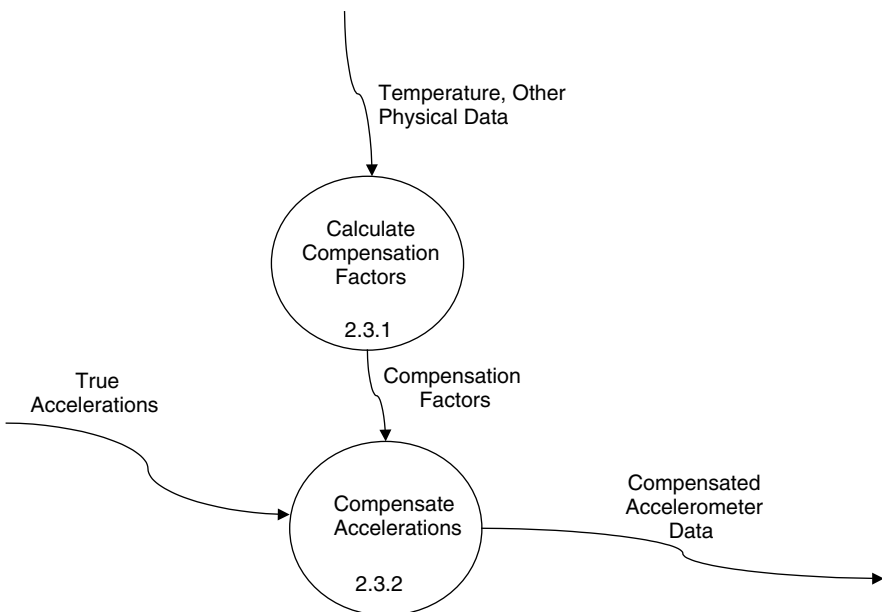 Temperature, Other
Physical Data
Calculate
Compensation
Factors
2.3.1
True
Accelerations
Compensation
Factors
Compensate
Accelerations
2.3.2
Compensated
Accelerometer
Data